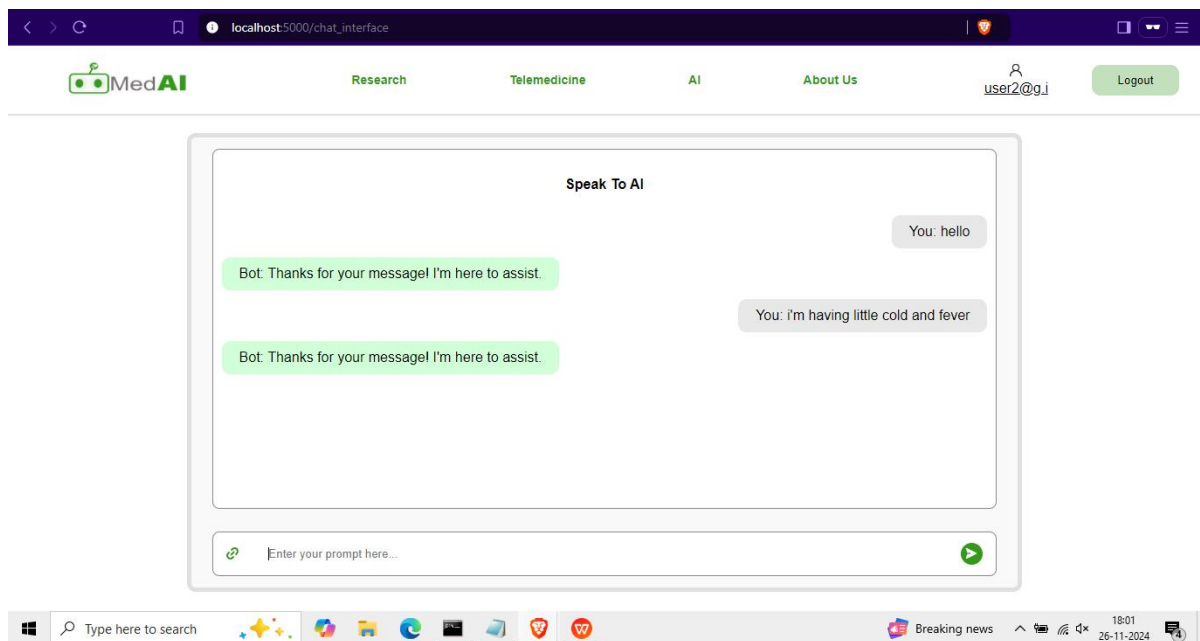 localhost:5000/chat_interface
MedAI
Research
Telemedicine
AI
About Us
user2@g.i
Logout
Speak To AI
You: hello
Bot: Thanks for your message! I'm here to assist.
You: i'm having little cold and fever
Bot: Thanks for your message! I'm here to assist.
Enter your prompt here...
Type here to search
Breaking news
18:01
26-11-2024